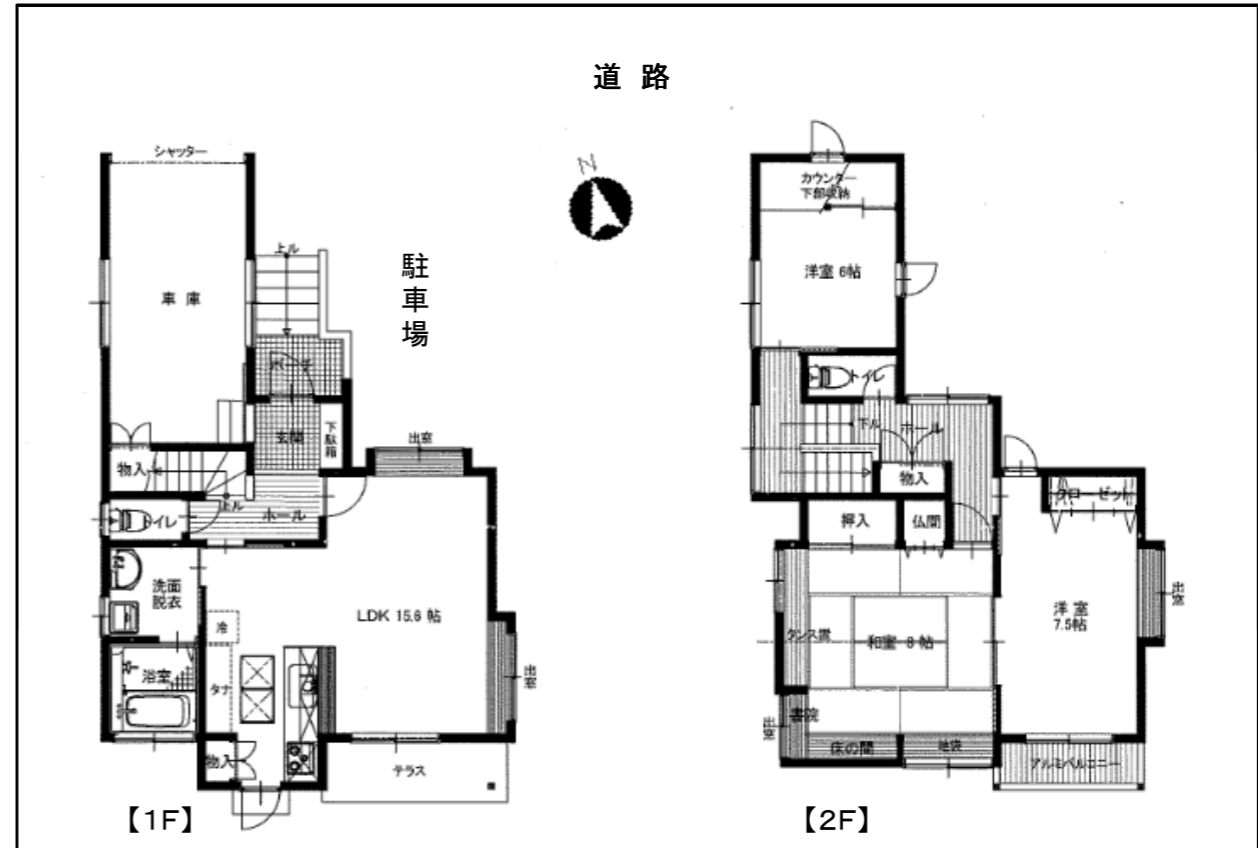 道 路
N
シャッター
車 庫
上ル
駐車場
ポーチ
玄関
下駄箱
出窓
物入
上ル
トイレ
ホール
洗面
脱衣
LDK 15.6 帖
冷
浴室
タナ
出窓
物入
テラス
【1F】
カウンター
下部収納
洋室 6帖
トイレ
下ル
ホール
物入
クローゼット
押入
仏間
洋 室
7.5帖
出窓
タンス置
和室 8 帖
書院
出窓
床の間
地袋
アルミバルコニー
【2F】